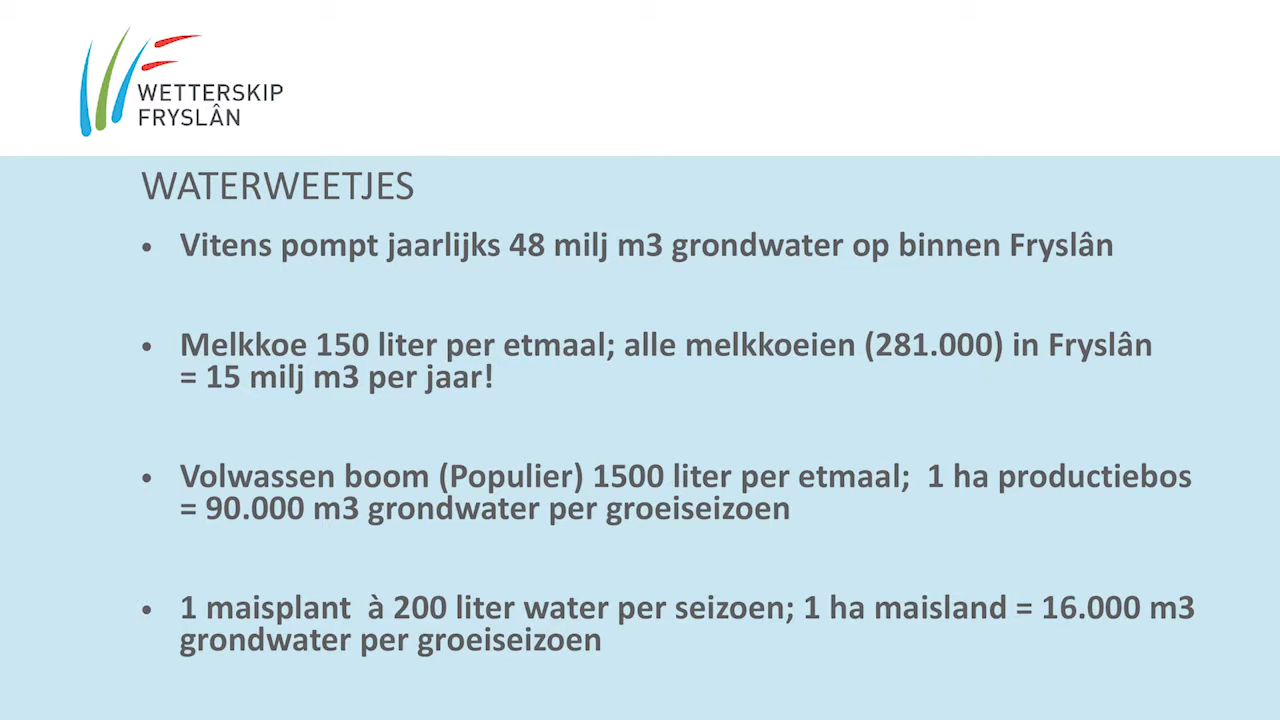 WETTERSKIP
FRYSLÂN
WATERWEETJES
• Vitens pompt jaarlijks 48 milj m3 grondwater op binnen Fryslân
• Melkkoe 150 liter per etmaal; alle melkkoeien (281.000) in Fryslân
= 15 milj m3 per jaar!
• Volwassen boom (Populier) 1500 liter per etmaal; 1 ha productiebos
= 90.000 m3 grondwater per groeiseizoen
• 1 maisplant à 200 liter water per seizoen; 1 ha maisland = 16.000 m3
grondwater per groeiseizoen